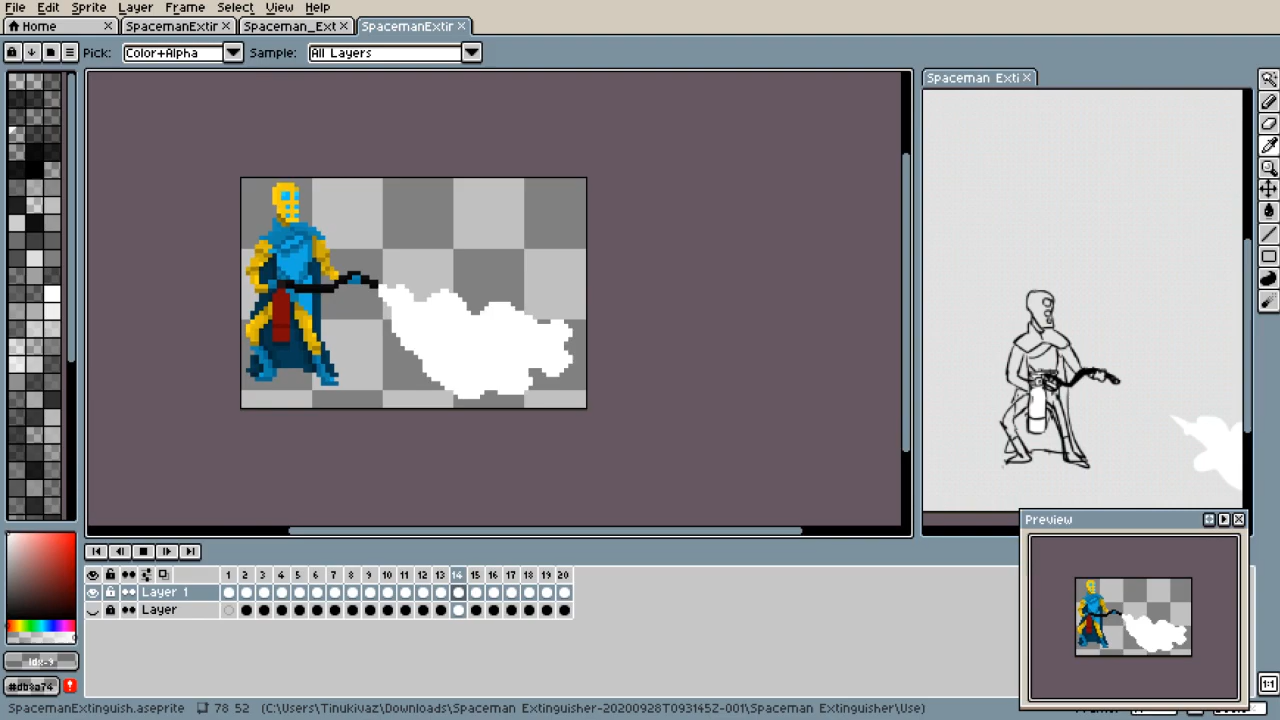 File Edit Sprite Layer Frame Select View Help
Home SpacemanExtir Spaceman_Ext SpacemanExtir
Pick: Color+Alpha Sample: All Layers
Spaceman Exti
Preview
1 2 3 4 5 6 7 8 9 10 11 12 13 14 15 16 17 18 19 20
Layer 1
Layer
1:1
SpacemanExtinguish.aseprite 78 52 (C:\Users\Tinukivaz\Downloads\Spaceman Extinguisher-20200928T093145Z-001\Spaceman Extinguisher\Use)